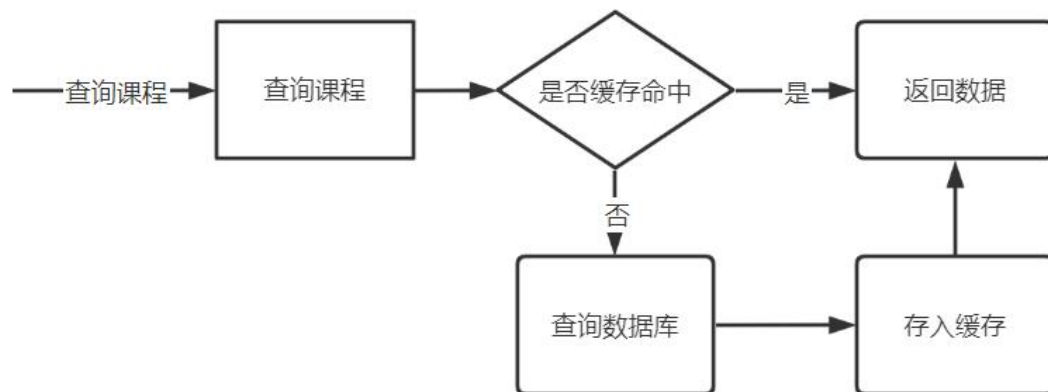 查询课程
查询课程
是否缓存命中
是
返回数据
否
查询数据库
存入缓存